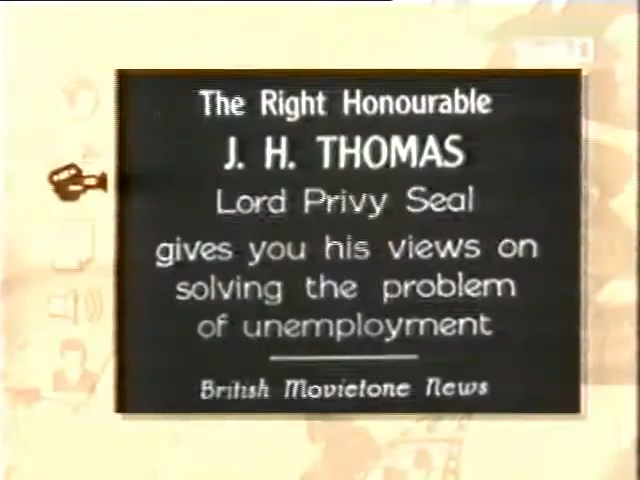 The Right Honourable
J. H. THOMAS
Lord Privy Seal
gives you his views on
solving the problem
of unemployment
British Movietone News